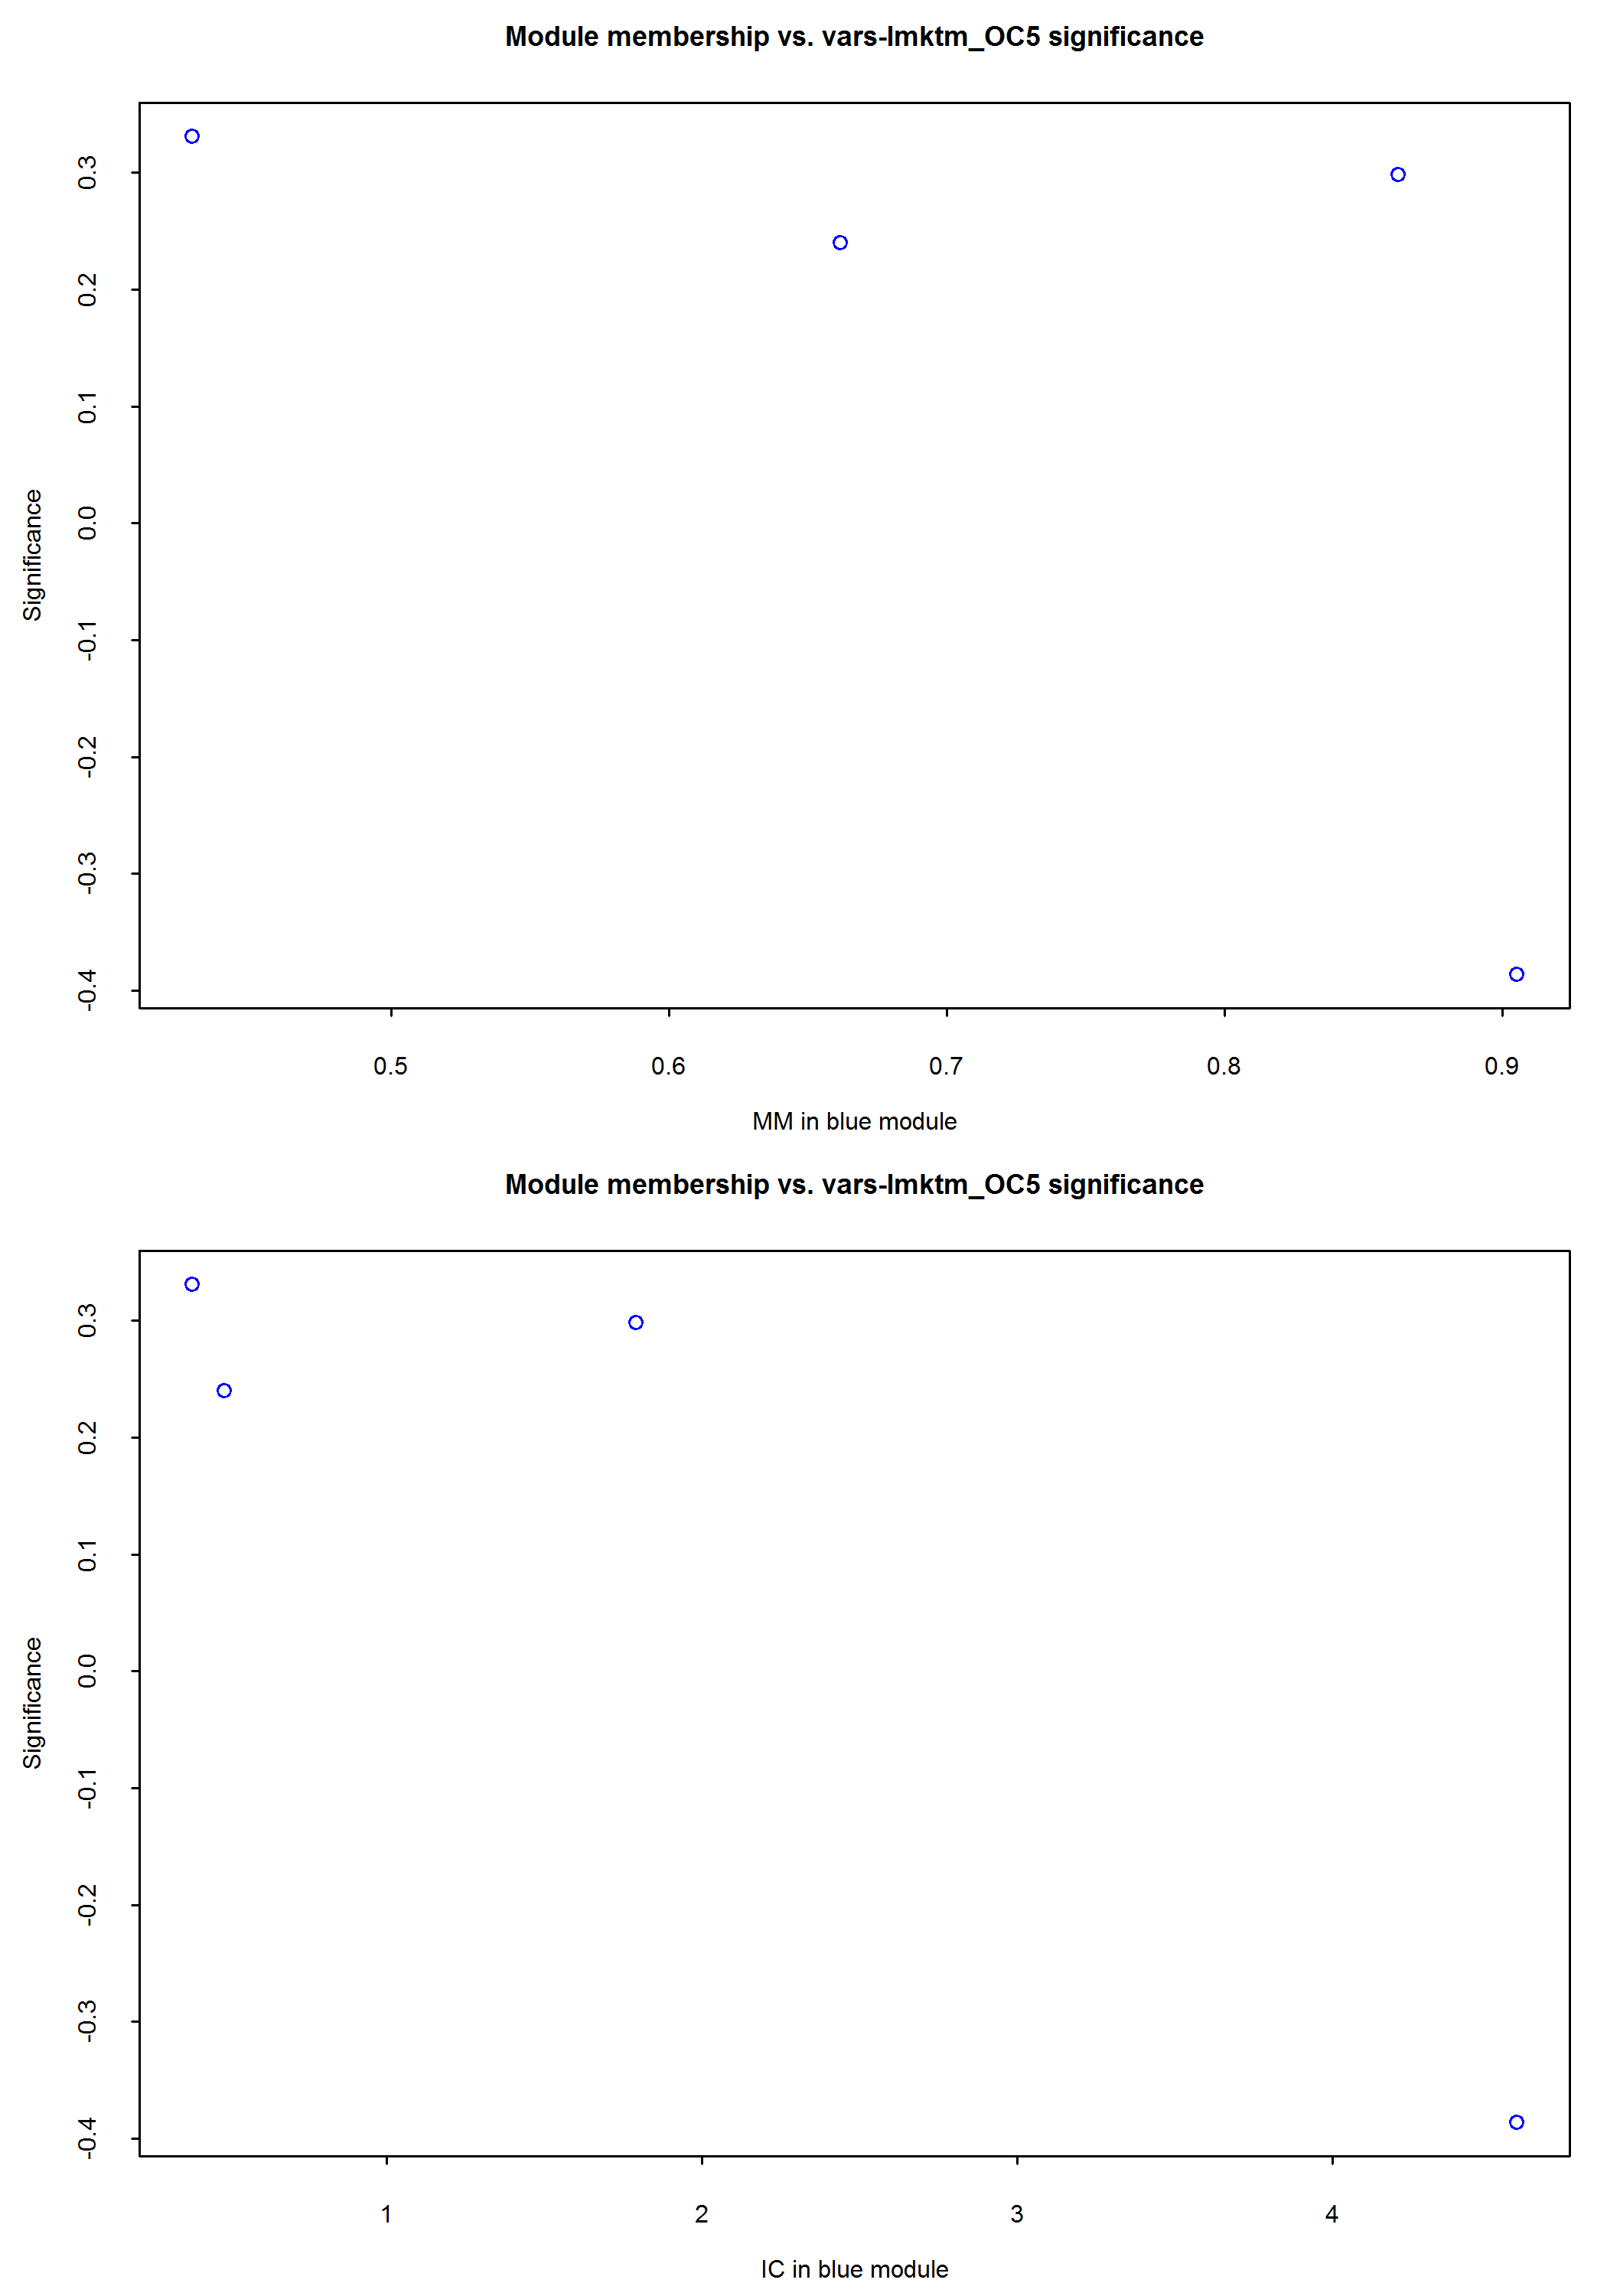 Module membership vs. vars-lmktm_OC5 significance
Significance
0.3
0.2
0.1
0.0
-0.1
-0.2
-0.3
-0.4
0.5 0.6 0.7 0.8 0.9
MM in blue module
Module membership vs. vars-lmktm_OC5 significance
Significance
0.3
0.2
0.1
0.0
-0.1
-0.2
-0.3
-0.4
1 2 3 4
IC in blue module